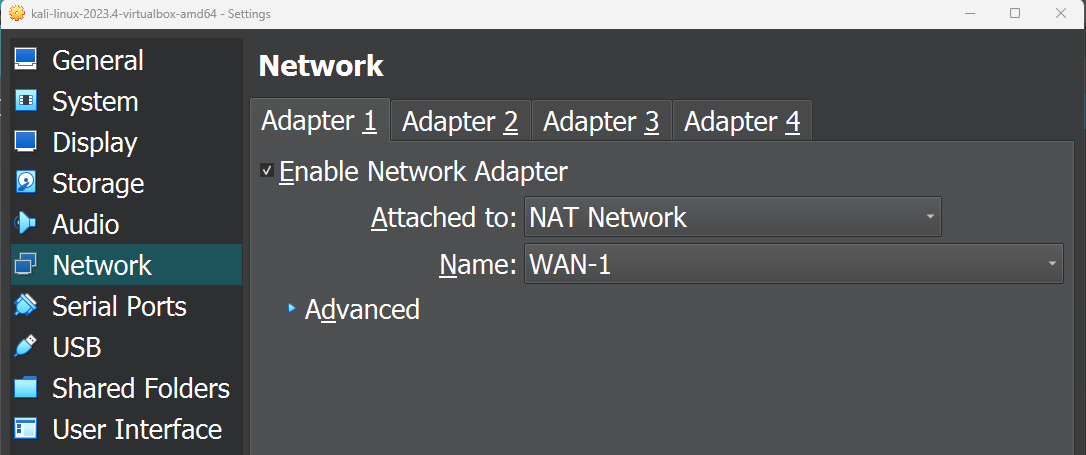 kali-linux-2023.4-virtualbox-amd64 - Settings
General
System
Display
Storage
Audio
Network
Serial Ports
USB
Shared Folders
User Interface
Network
Adapter 1 Adapter 2 Adapter 3 Adapter 4
Enable Network Adapter
Attached to: NAT Network
Name: WAN-1
Advanced